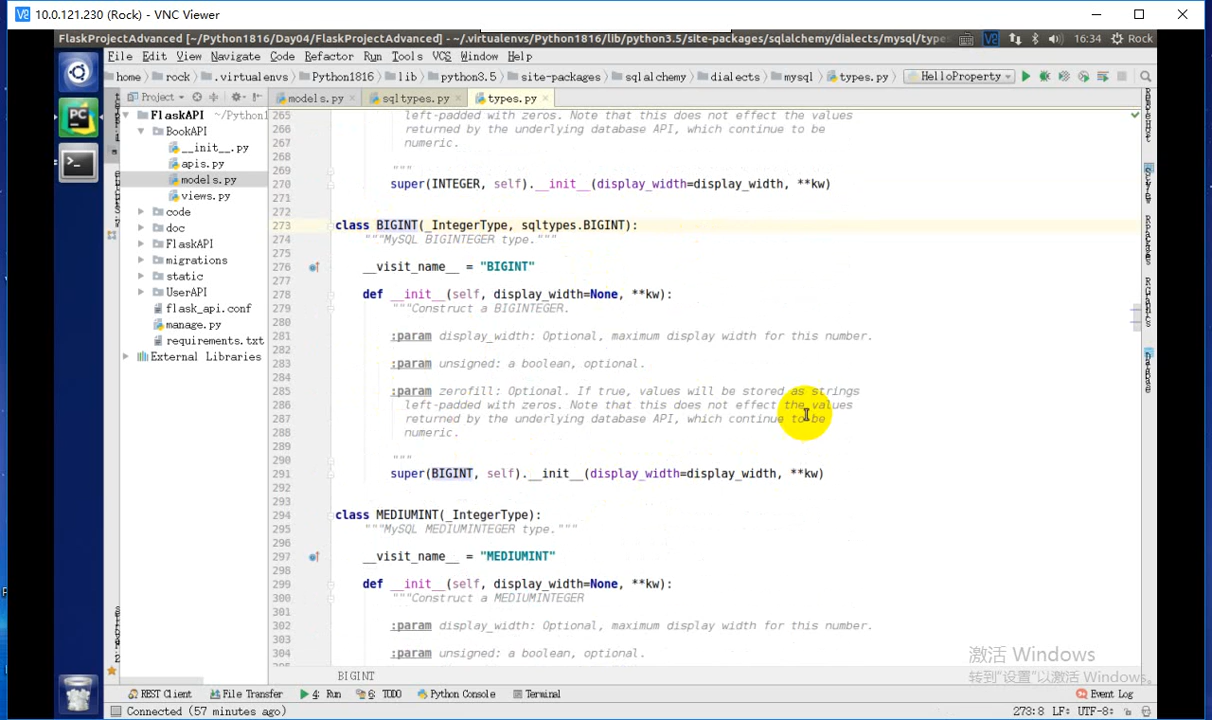 10.0.121.230 (Rock) - VNC Viewer
FlaskProjectAdvanced [~/Python1816/Day04/FlaskProjectAdvanced] - ~/.virtualenvs/Python1816/lib/python3.5/site-packages/sqlalchemy/dialects/mysql/types
16:34 Rock
File Edit View Navigate Code Refactor Run Tools VCS Window Help
home rock .virtualenvs Python1816 lib python3.5 site-packages sqlalchemy dialects mysql types.py HelloProperty
Project models.py sqltypes.py types.py
FlaskAPI ~/Python1
BookAPI
__init__.py
apis.py
models.py
views.py
code
doc
FlaskAPI
migrations
static
UserAPI
flask_api.conf
manage.py
requirements.txt
External Libraries
265 left-padded with zeros. Note that this does not effect the values
266 returned by the underlying database API, which continue to be
267 numeric.
268
269 """
270 super(INTEGER, self).__init__(display_width=display_width, **kw)
271
272
273 class BIGINT(_IntegerType, sqltypes.BIGINT):
274 """MySQL BIGINTEGER type."""
275
276 __visit_name__ = "BIGINT"
277
278 def __init__(self, display_width=None, **kw):
279 """Construct a BIGINTEGER.
280
281 :param display_width: Optional, maximum display width for this number.
282
283 :param unsigned: a boolean, optional.
284
285 :param zerofill: Optional. If true, values will be stored as strings
286 left-padded with zeros. Note that this does not effect the values
287 returned by the underlying database API, which continue to be
288 numeric.
289
290 """
291 super(BIGINT, self).__init__(display_width=display_width, **kw)
292
293
294 class MEDIUMINT(_IntegerType):
295 """MySQL MEDIUMINTEGER type."""
296
297 __visit_name__ = "MEDIUMINT"
298
299 def __init__(self, display_width=None, **kw):
300 """Construct a MEDIUMINTEGER
301
302 :param display_width: Optional, maximum display width for this number.
303
304 :param unsigned: a boolean, optional.
BIGINT
激活 Windows
转到“设置”以激活 Windows。
REST Client File Transfer 4: Run 6: TODO Python Console Terminal Event Log
Connected (57 minutes ago) 273:8 LF: UTF-8: